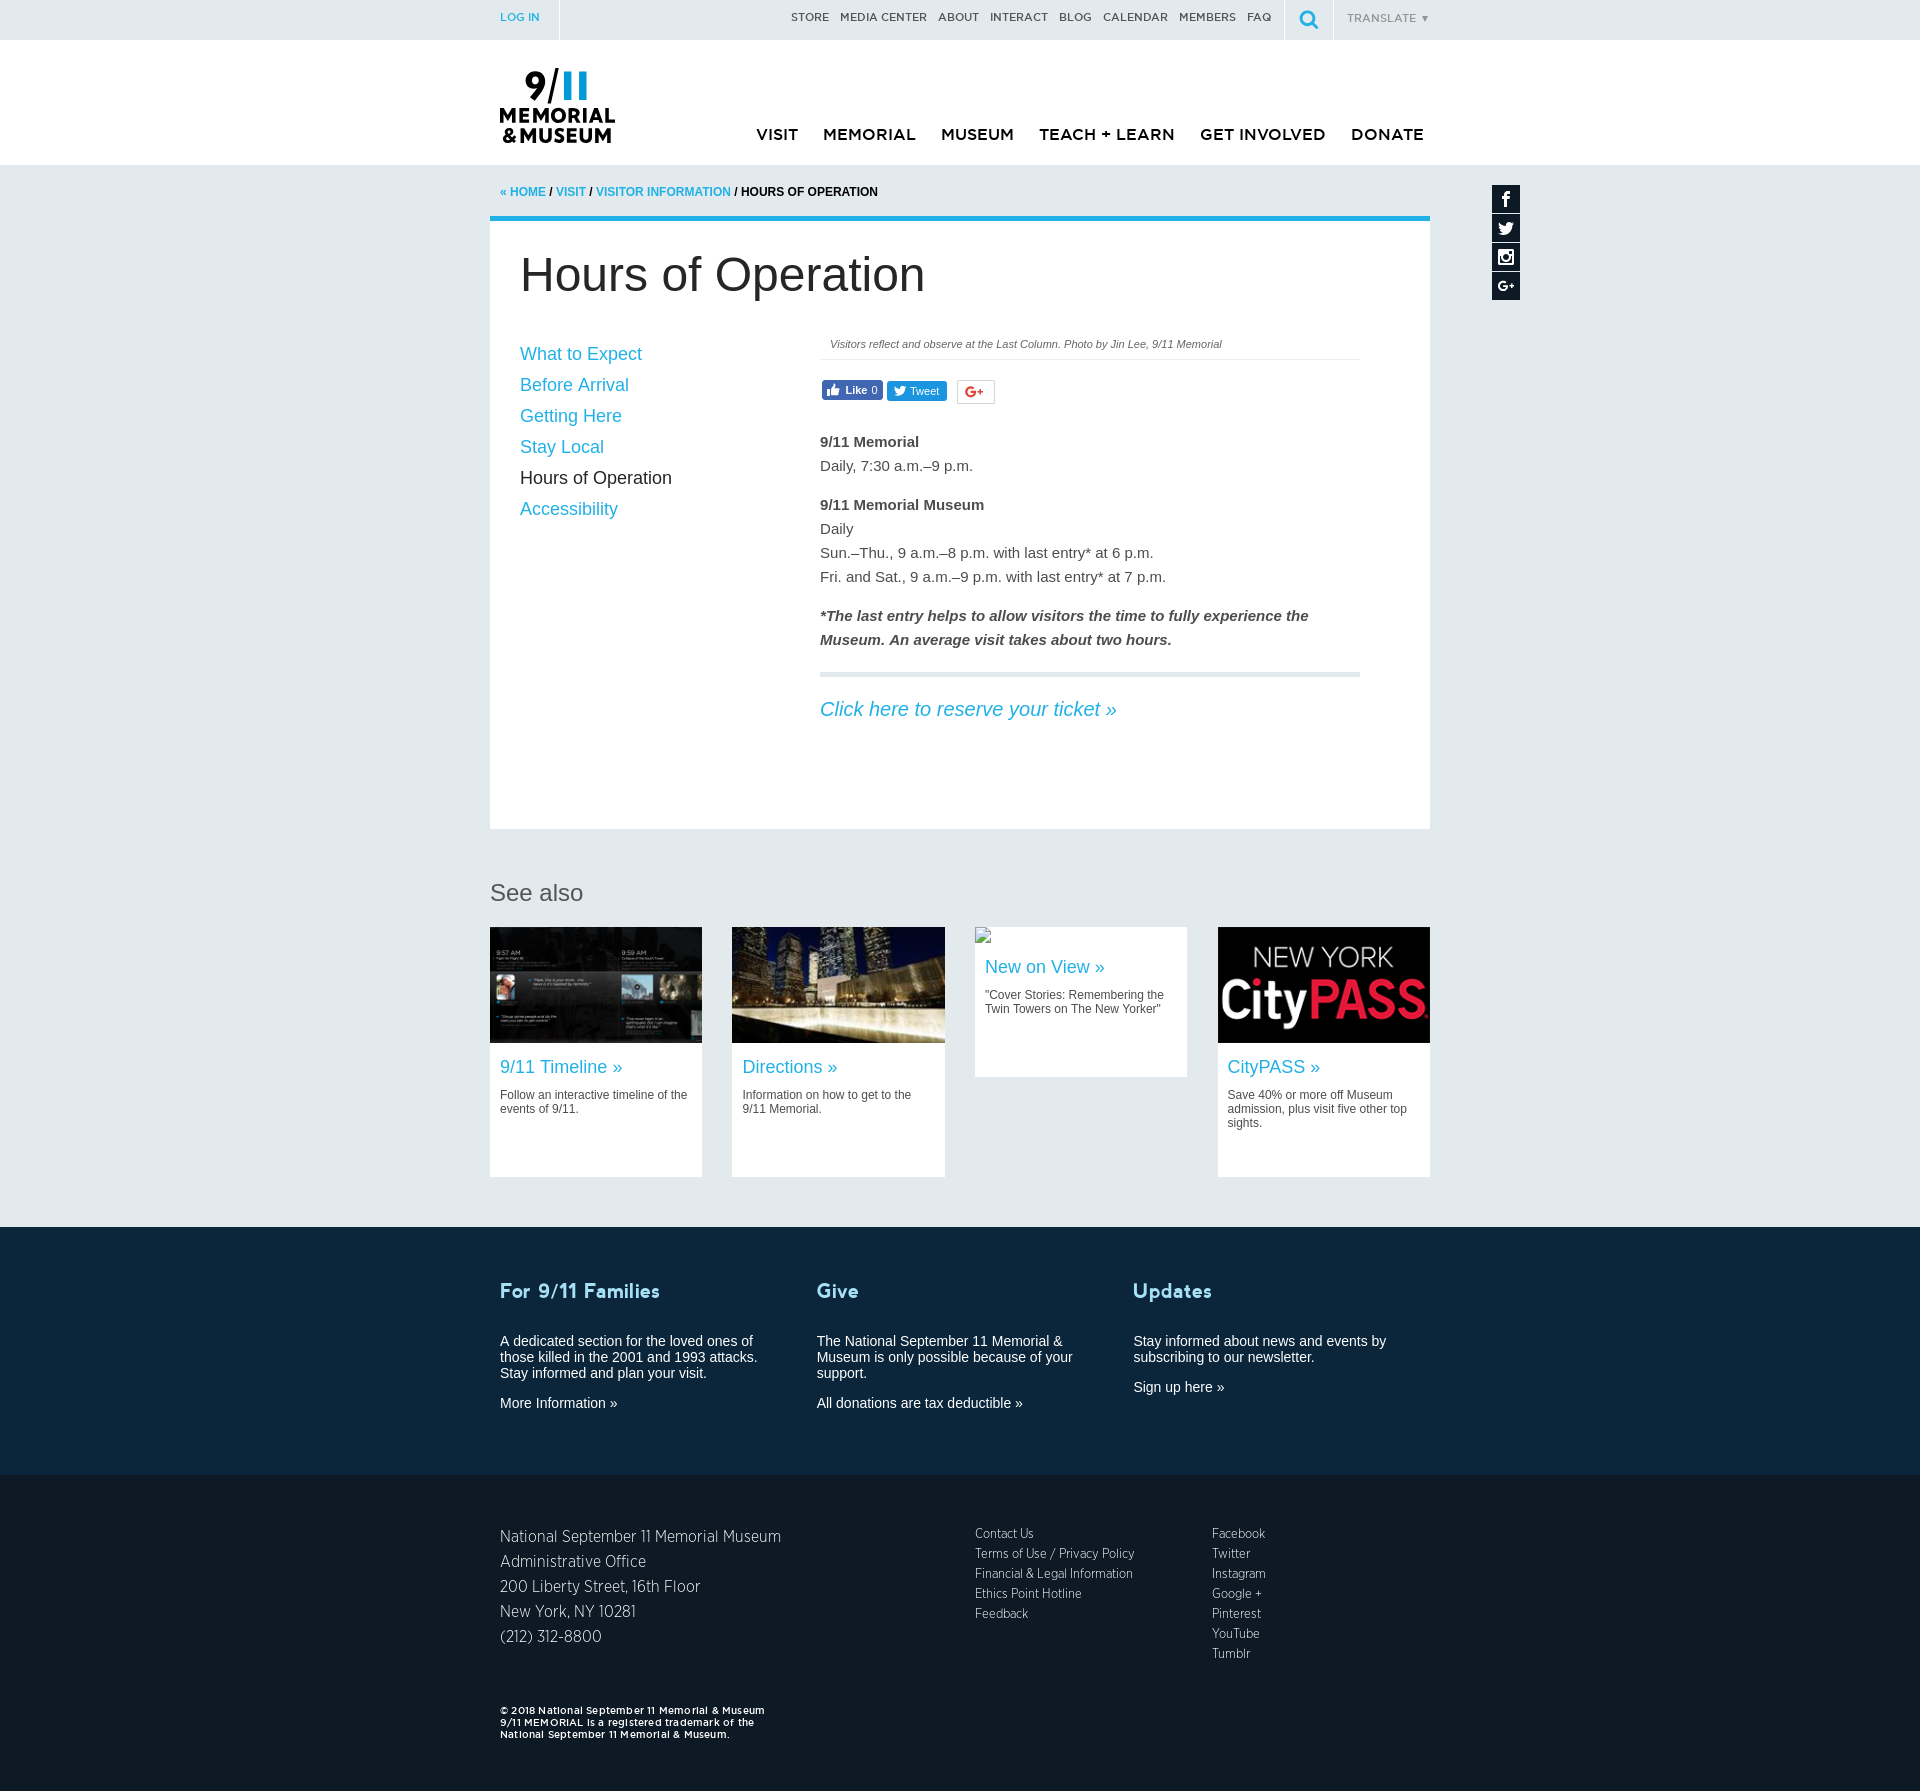 LOG IN
STORE MEDIA CENTER ABOUT INTERACT BLOG CALENDAR MEMBERS FAQ
TRANSLATE ▼
9/11
MEMORIAL
&MUSEUM
VISIT MEMORIAL MUSEUM TEACH + LEARN GET INVOLVED DONATE
« HOME / VISIT / VISITOR INFORMATION / HOURS OF OPERATION
Hours of Operation
What to Expect
Before Arrival
Getting Here
Stay Local
Hours of Operation
Accessibility
Visitors reflect and observe at the Last Column. Photo by Jin Lee, 9/11 Memorial
Like 0
Tweet
G+
9/11 Memorial
Daily, 7:30 a.m.–9 p.m.
9/11 Memorial Museum
Daily
Sun.–Thu., 9 a.m.–8 p.m. with last entry* at 6 p.m.
Fri. and Sat., 9 a.m.–9 p.m. with last entry* at 7 p.m.
*The last entry helps to allow visitors the time to fully experience the
Museum. An average visit takes about two hours.
Click here to reserve your ticket »
See also
9:57 AM
9:59 AM
9/11 Timeline »
Follow an interactive timeline of the
events of 9/11.
Directions »
Information on how to get to the
9/11 Memorial.
New on View »
"Cover Stories: Remembering the
Twin Towers on The New Yorker"
NEW YORK
CityPASS
CityPASS »
Save 40% or more off Museum
admission, plus visit five other top
sights.
For 9/11 Families
A dedicated section for the loved ones of
those killed in the 2001 and 1993 attacks.
Stay informed and plan your visit.
More Information »
Give
The National September 11 Memorial &
Museum is only possible because of your
support.
All donations are tax deductible »
Updates
Stay informed about news and events by
subscribing to our newsletter.
Sign up here »
National September 11 Memorial Museum
Administrative Office
200 Liberty Street, 16th Floor
New York, NY 10281
(212) 312-8800
Contact Us
Terms of Use / Privacy Policy
Financial & Legal Information
Ethics Point Hotline
Feedback
Facebook
Twitter
Instagram
Google +
Pinterest
YouTube
Tumblr
© 2018 National September 11 Memorial & Museum
9/11 MEMORIAL is a registered trademark of the
National September 11 Memorial & Museum.